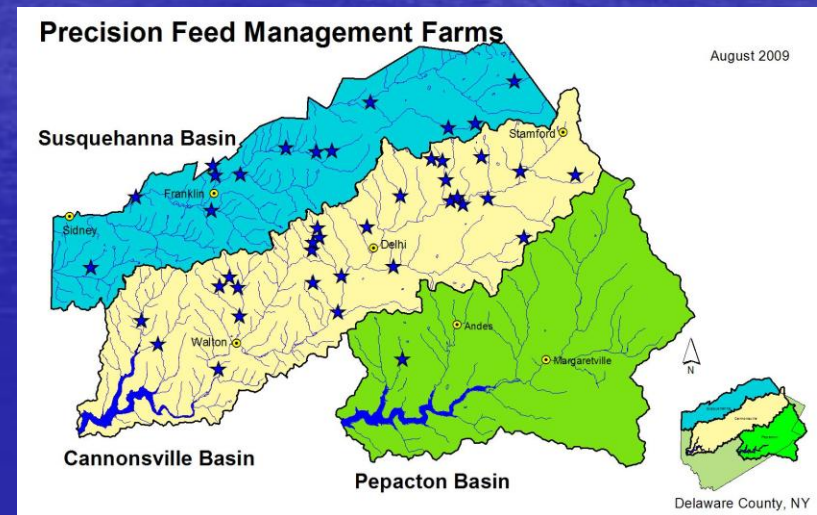 Precision Feed Management Farms
August 2009
Susquehanna Basin
Stamford
Franklin
Sidney
Delhi
Walton
Andes
Margaretville
N
Cannonsville Basin
Pepacton Basin
Delaware County, NY